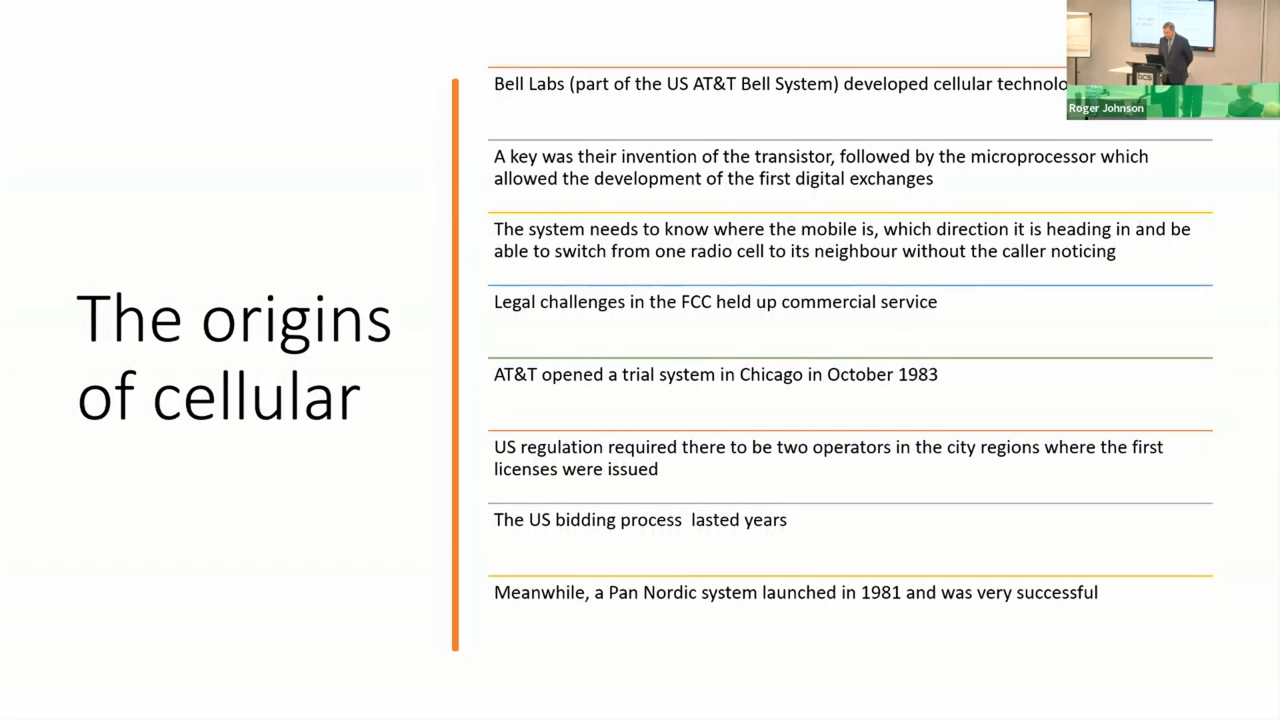 The origins
of cellular
Bell Labs (part of the US AT&T Bell System) developed cellular
A key was their invention of the transistor, followed by the microprocessor which
allowed the development of the first digital exchanges
The system needs to know where the mobile is, which direction it is heading in and be
able to switch from one radio cell to its neighbour without the caller noticing
Legal challenges in the FCC held up commercial service
AT&T opened a trial system in Chicago in October 1983
US regulation required there to be two operators in the city regions where the first
licenses were issued
The US bidding process lasted years
Meanwhile, a Pan Nordic system launched in 1981 and was very successful
bcs
Roger Johnson